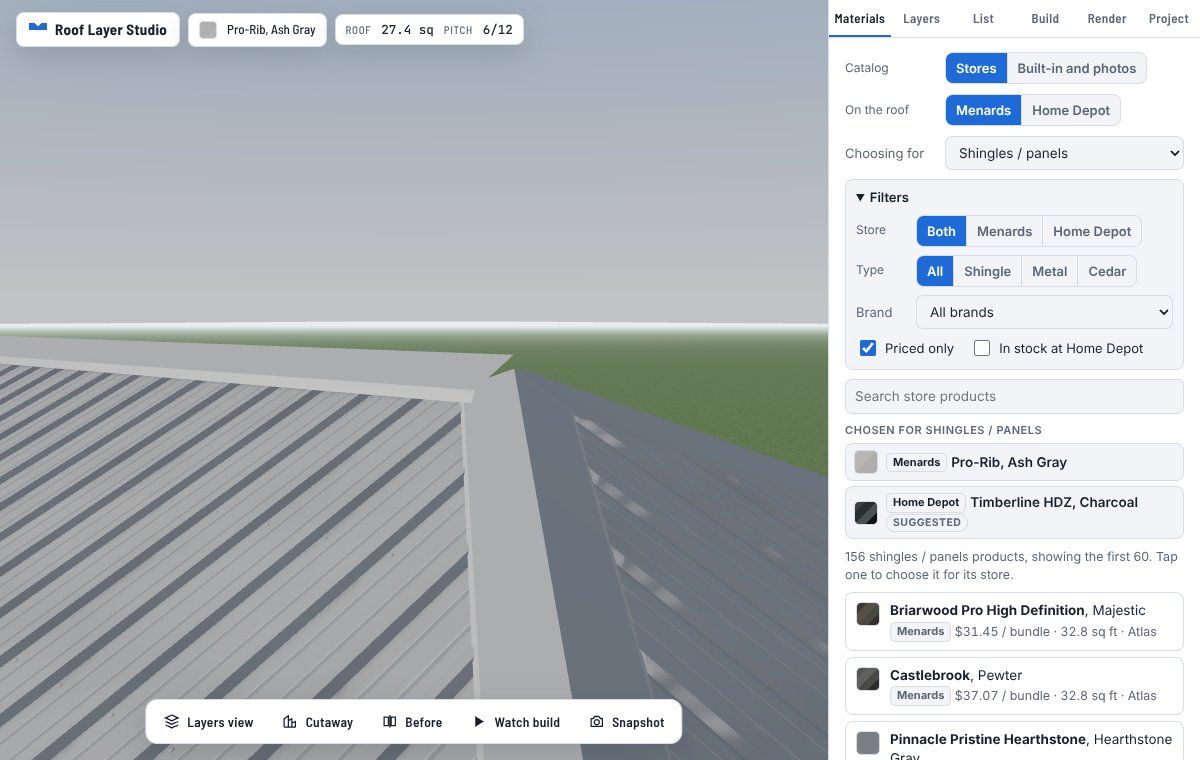 Roof Layer Studio
Pro-Rib, Ash Gray
ROOF 27.4 sq PITCH 6/12
Materials Layers List Build Render Project
Catalog Stores Built-in and photos
On the roof Menards Home Depot
Choosing for Shingles / panels
▼ Filters
Store Both Menards Home Depot
Type All Shingle Metal Cedar
Brand All brands
Priced only In stock at Home Depot
Search store products
CHOSEN FOR SHINGLES / PANELS
Menards Pro-Rib, Ash Gray
Home Depot Timberline HDZ, Charcoal
SUGGESTED
156 shingles / panels products, showing the first 60. Tap
one to choose it for its store.
Briarwood Pro High Definition, Majestic
Menards $31.45 / bundle · 32.8 sq ft · Atlas
Castlebrook, Pewter
Menards $37.07 / bundle · 32.8 sq ft · Atlas
Pinnacle Pristine Hearthstone, Hearthstone
Gray
Layers view Cutaway Before Watch build Snapshot